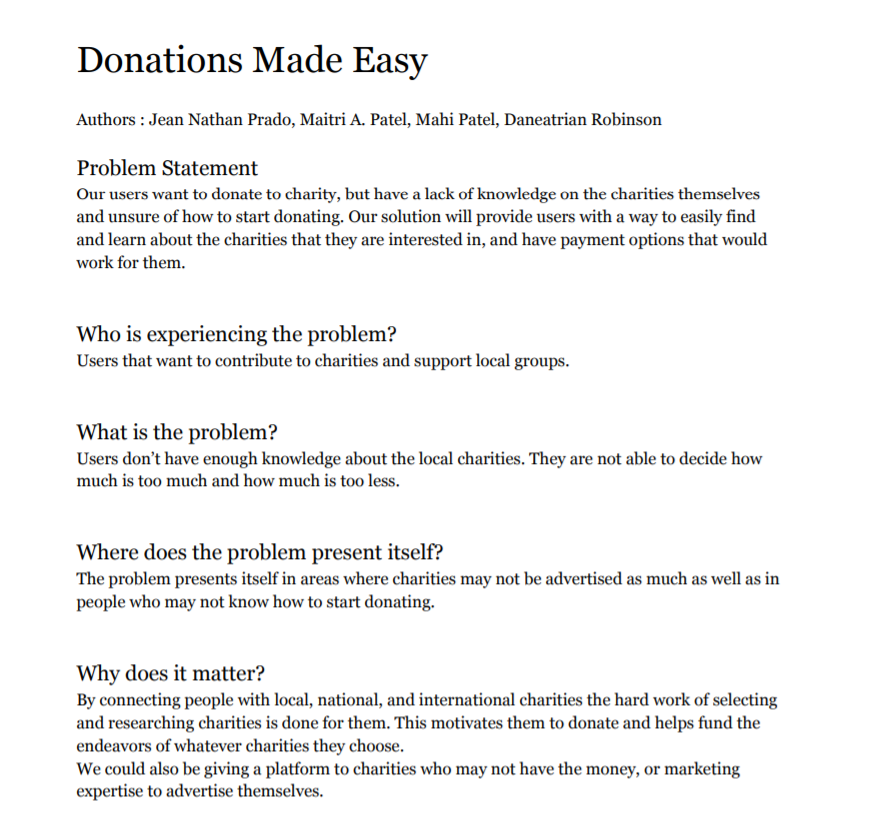 Donations Made Easy
Authors : Jean Nathan Prado, Maitri A. Patel, Mahi Patel, Daneatrian Robinson
Problem Statement
Our users want to donate to charity, but have a lack of knowledge on the charities themselves
and unsure of how to start donating. Our solution will provide users with a way to easily find
and learn about the charities that they are interested in, and have payment options that would
work for them.
Who is experiencing the problem?
Users that want to contribute to charities and support local groups.
What is the problem?
Users don’t have enough knowledge about the local charities. They are not able to decide how
much is too much and how much is too less.
Where does the problem present itself?
The problem presents itself in areas where charities may not be advertised as much as well as in
people who may not know how to start donating.
Why does it matter?
By connecting people with local, national, and international charities the hard work of selecting
and researching charities is done for them. This motivates them to donate and helps fund the
endeavors of whatever charities they choose.
We could also be giving a platform to charities who may not have the money, or marketing
expertise to advertise themselves.